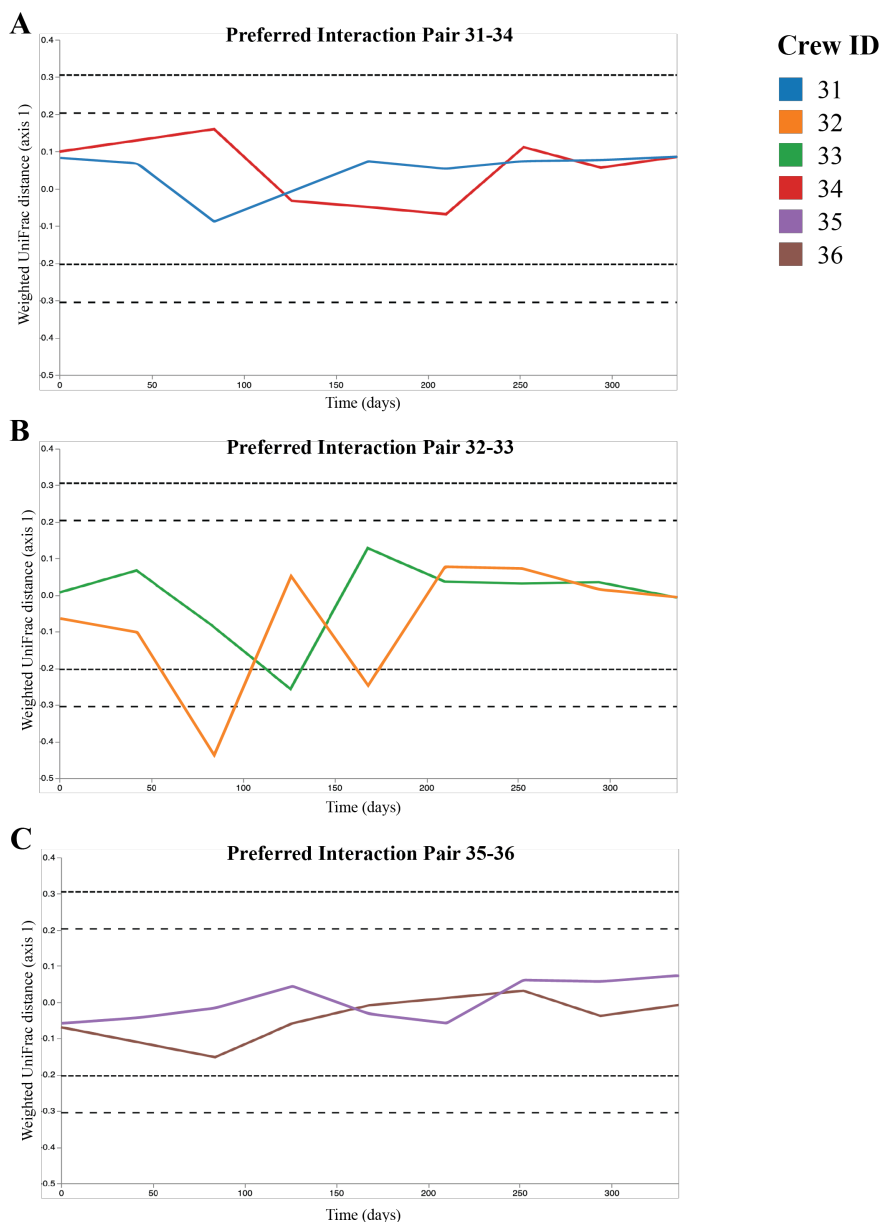 A
Preferred Interaction Pair 31-34
Weighted UniFrac distance (axis 1)
0.4
0.3
0.2
0.1
0.0
0.1
0.2
0.3
0.4
0.5
0 50 100 150 200 250 300
Time (days)
Crew ID
31
32
33
34
35
36
B
Preferred Interaction Pair 32-33
Weighted UniFrac distance (axis 1)
0.4
0.3
0.2
0.1
0.0
0.1
0.2
0.3
0.4
0.5
0 50 100 150 200 250 300
Time (days)
C
Preferred Interaction Pair 35-36
Weighted UniFrac distance (axis 1)
0.4
0.3
0.2
0.1
0.0
0.1
0.2
0.3
0.4
0.5
0 50 100 150 200 250 300
Time (days)